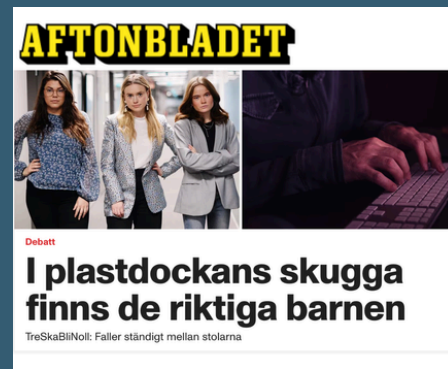 AFTONBLADET
Debatt
I plastdockans skugga
finns de riktiga barnen
TreSkaBliNoll: Faller ständigt mellan stolarna